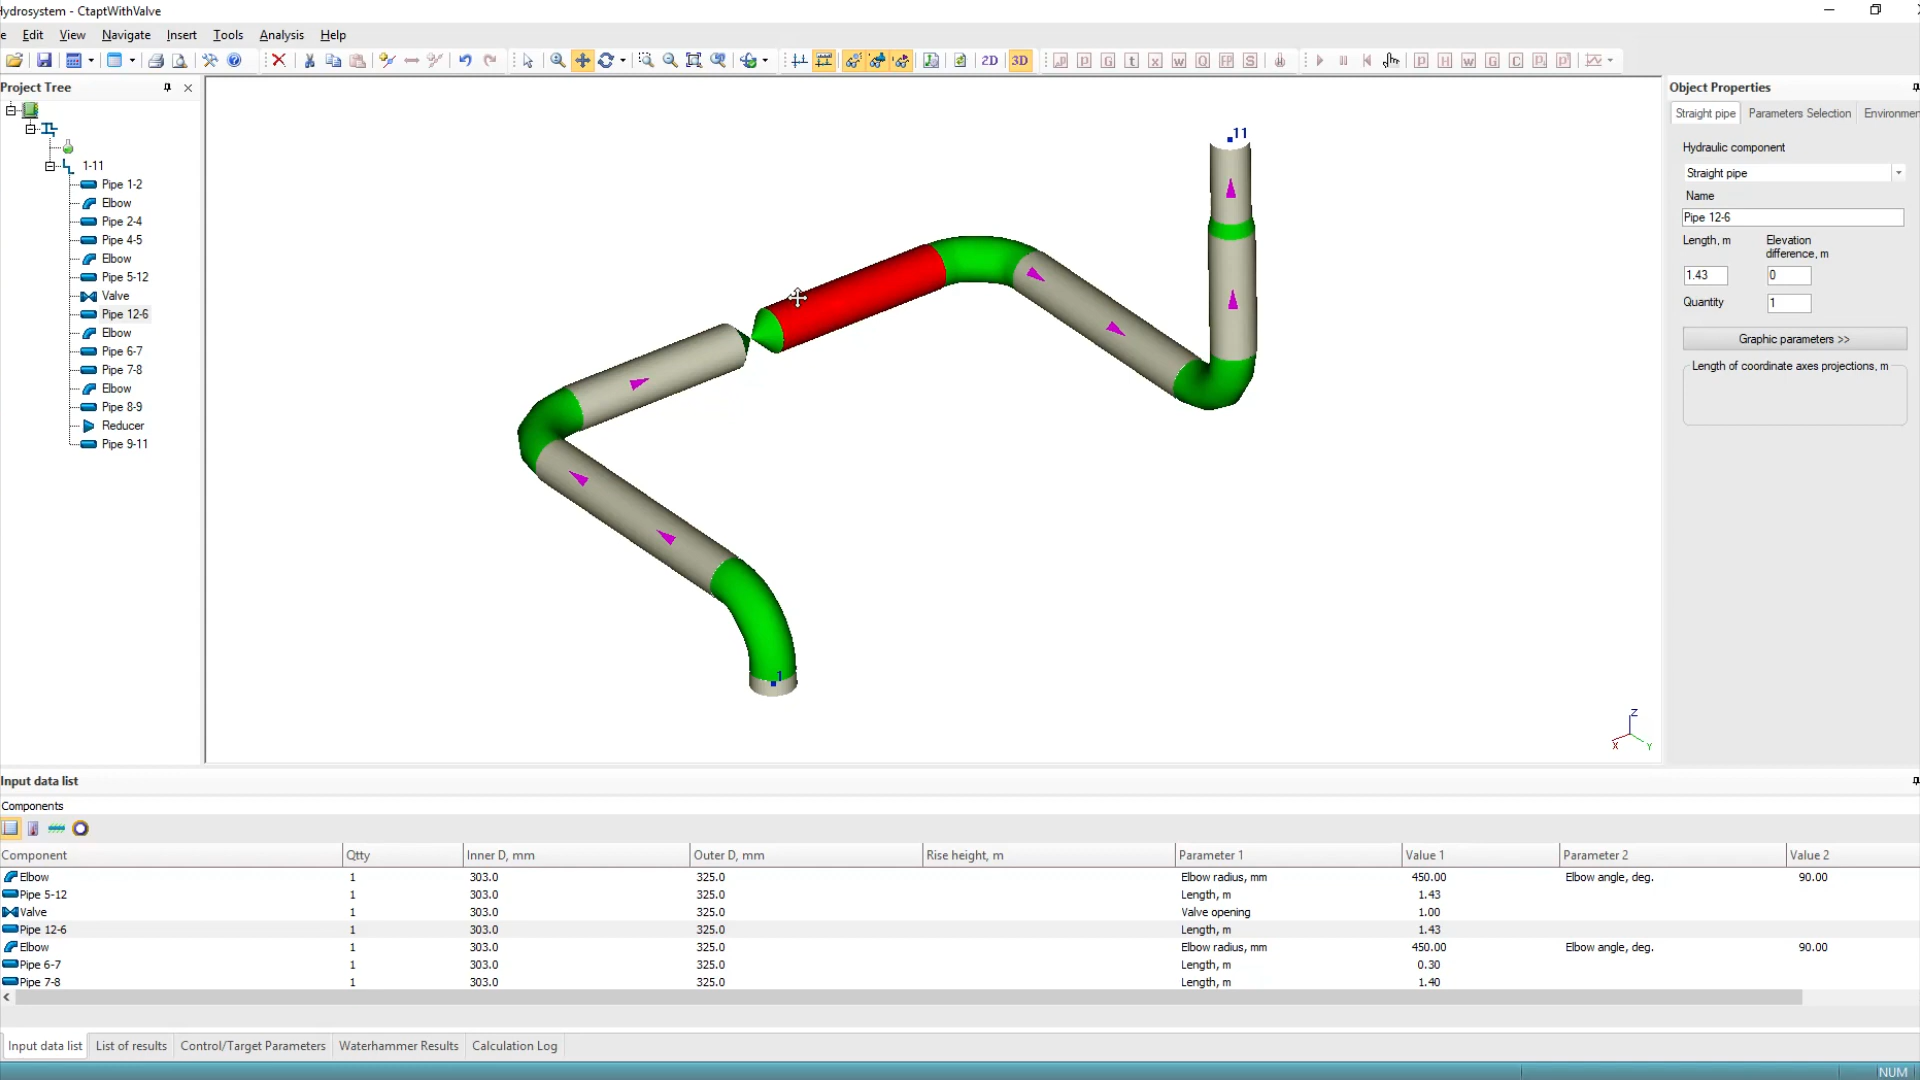 Hydrosystem - CtaptWithValve
e Edit View Navigate Insert Tools Analysis Help
2D 3D P G t x w Q FP S P H W G C P P
Project Tree
1-11
Pipe 1-2
Elbow
Pipe 2-4
Pipe 4-5
Elbow
Pipe 5-12
Valve
Pipe 12-6
Elbow
Pipe 6-7
Pipe 7-8
Elbow
Pipe 8-9
Reducer
Pipe 9-11
11
1
Z
X Y
Object Properties
Straight pipe Parameters Selection Environmen
Hydraulic component
Straight pipe
Name
Pipe 12-6
Length, m Elevation
difference, m
1.43 0
Quantity 1
Graphic parameters >>
Length of coordinate axes projections, m
Input data list
Components
Component Qtty Inner D, mm Outer D, mm Rise height, m Parameter 1 Value 1 Parameter 2 Value 2
Elbow 1 303.0 325.0 Elbow radius, mm 450.00 Elbow angle, deg. 90.00
Pipe 5-12 1 303.0 325.0 Length, m 1.43
Valve 1 303.0 325.0 Valve opening 1.00
Pipe 12-6 1 303.0 325.0 Length, m 1.43
Elbow 1 303.0 325.0 Elbow radius, mm 450.00 Elbow angle, deg. 90.00
Pipe 6-7 1 303.0 325.0 Length, m 0.30
Pipe 7-8 1 303.0 325.0 Length, m 1.40
Input data list List of results Control/Target Parameters Waterhammer Results Calculation Log
NUM